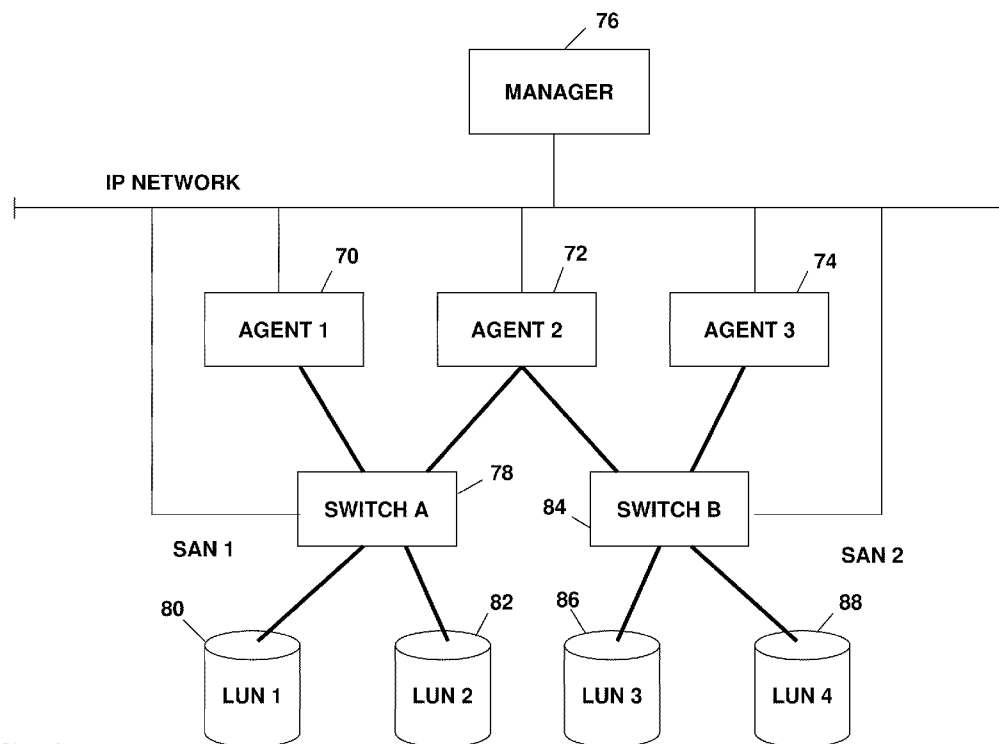 76
MANAGER
IP NETWORK
70
72
74
AGENT 1
AGENT 2
AGENT 3
78
SWITCH A
84
SWITCH B
SAN 1
SAN 2
80
82
86
88
LUN 1
LUN 2
LUN 3
LUN 4